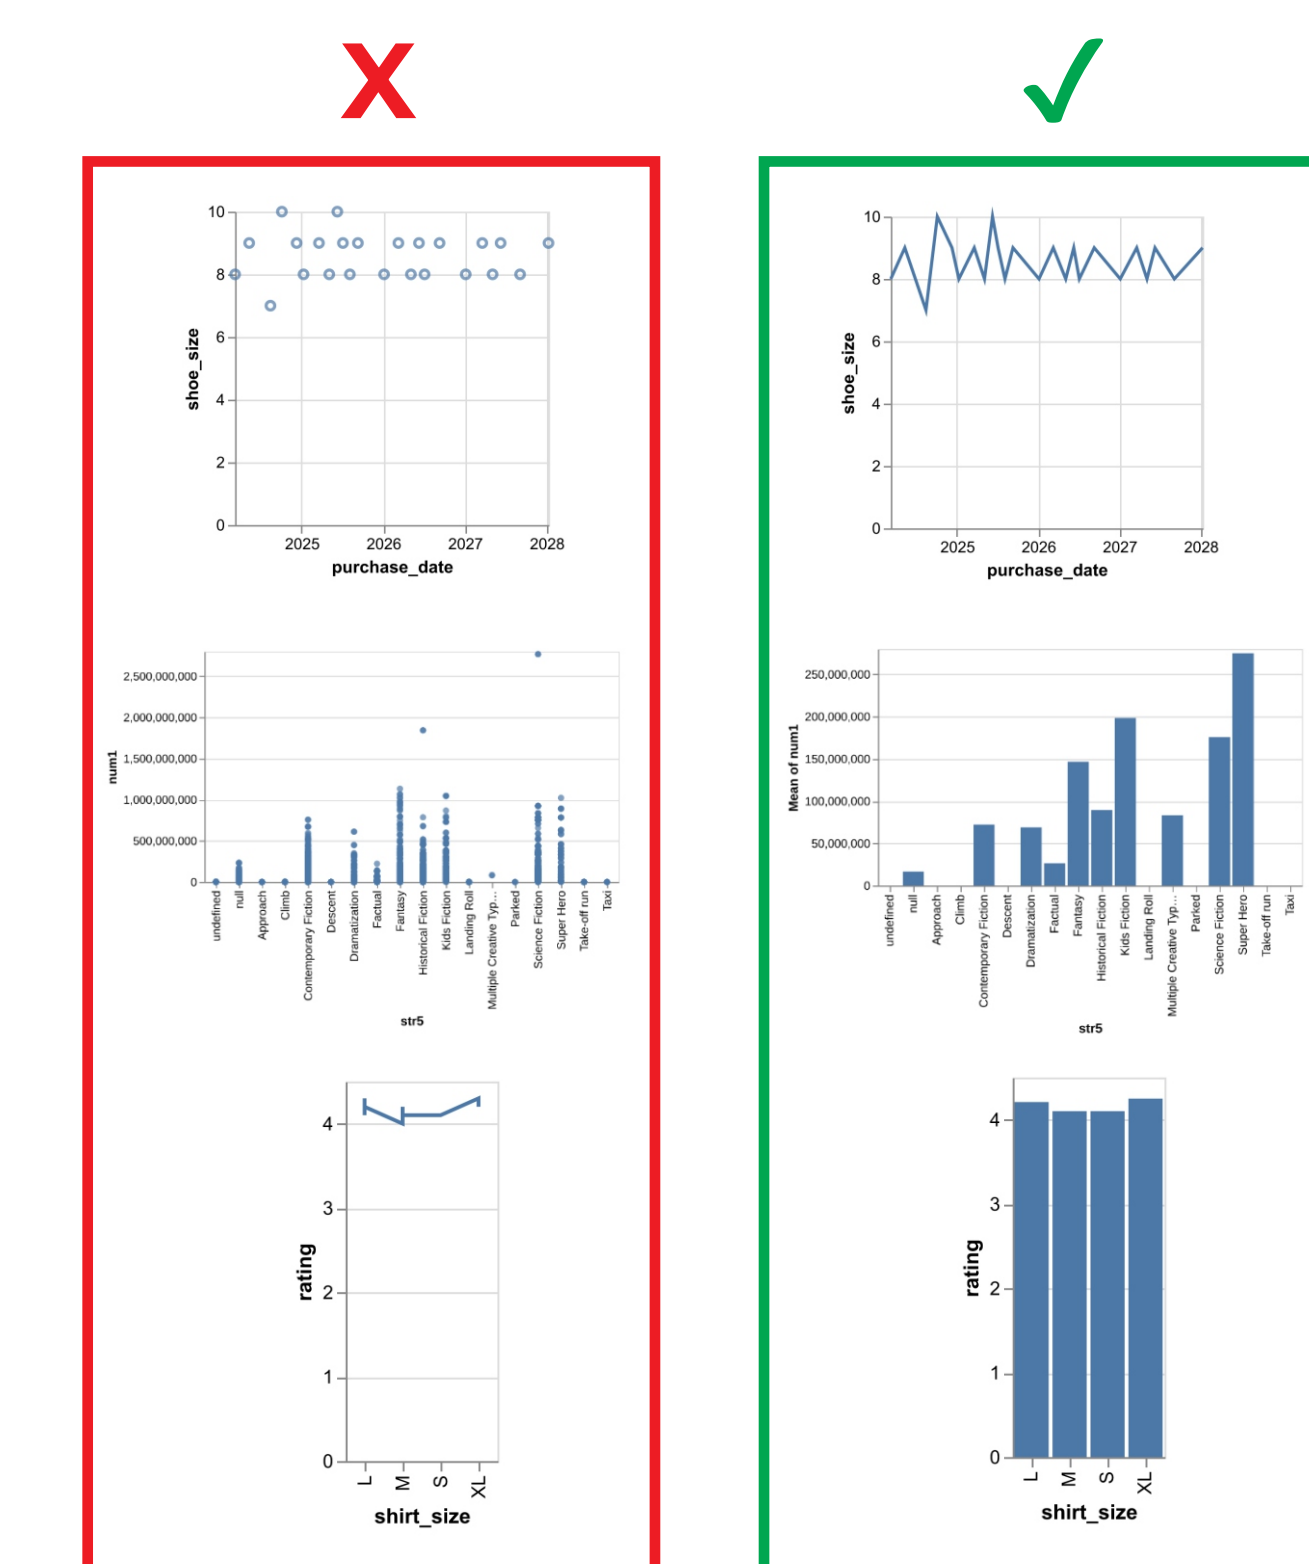 X
✓
10
8
6
4
2
0
shoe_size
2025 2026 2027 2028
purchase_date
10
8
6
4
2
0
shoe_size
2025 2026 2027 2028
purchase_date
2,500,000,000
2,000,000,000
1,500,000,000
1,000,000,000
500,000,000
0
num1
undefined
null
Approach
Climb
Contemporary Fiction
Descent
Dramatization
Factual
Fantasy
Historical Fiction
Kids Fiction
Landing Roll
Multiple Creative Typ…
Parked
Science Fiction
Super Hero
Take-off run
Taxi
str5
250,000,000
200,000,000
150,000,000
100,000,000
50,000,000
0
Mean of num1
undefined
null
Approach
Climb
Contemporary Fiction
Descent
Dramatization
Factual
Fantasy
Historical Fiction
Kids Fiction
Landing Roll
Multiple Creative Typ…
Parked
Science Fiction
Super Hero
Take-off run
Taxi
str5
4
3
2
1
0
rating
L M S XL
shirt_size
4
3
2
1
0
rating
L M S XL
shirt_size